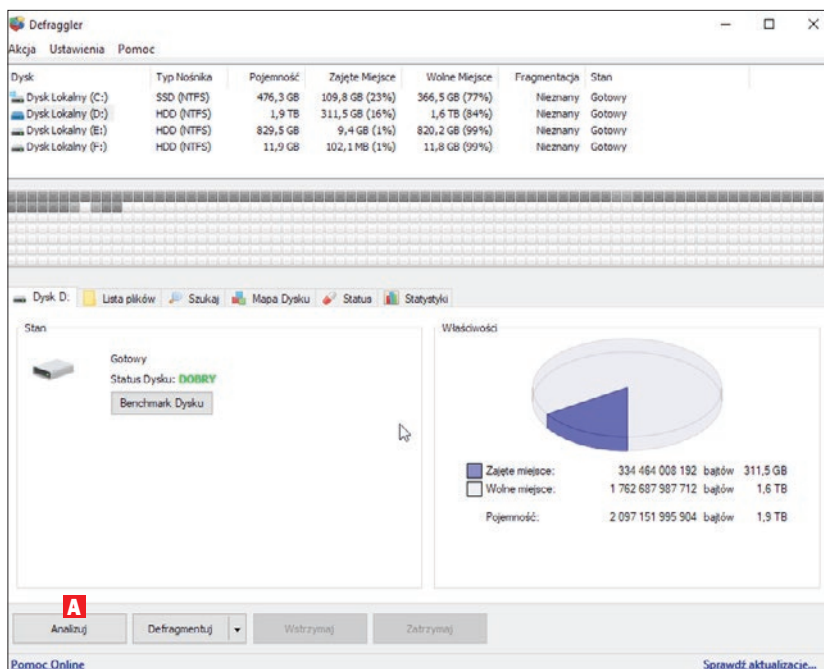 Defraggler
Akcja Ustawienia Pomoc
Dysk Typ Nośnika Pojemność Zajęte Miejsce Wolne Miejsce Fragmentacja Stan
Dysk Lokalny (C:) SSD (NTFS) 476,3 GB 109,8 GB (23%) 366,5 GB (77%) Nieznany Gotowy
Dysk Lokalny (D:) HDD (NTFS) 1,9 TB 311,5 GB (16%) 1,6 TB (84%) Nieznany Gotowy
Dysk Lokalny (E:) HDD (NTFS) 829,5 GB 9,4 GB (1%) 820,2 GB (99%) Nieznany Gotowy
Dysk Lokalny (F:) HDD (NTFS) 11,9 GB 102,1 MB (1%) 11,8 GB (99%) Nieznany Gotowy
Dysk D: Lista plików Szukaj Mapa Dysku Status Statystyki
Stan
Gotowy
Status Dysku: DOBRY
Benchmark Dysku
Właściwości
Zajęte miejsce: 334 464 008 192 bajtów 311,5 GB
Wolne miejsce: 1 762 687 987 712 bajtów 1,6 TB
Pojemność: 2 097 151 995 904 bajtów 1,9 TB
A
Analizuj Defragmentuj Wstrzymaj Zatrzymaj
Pomoc Online Sprawdź aktualizacje...